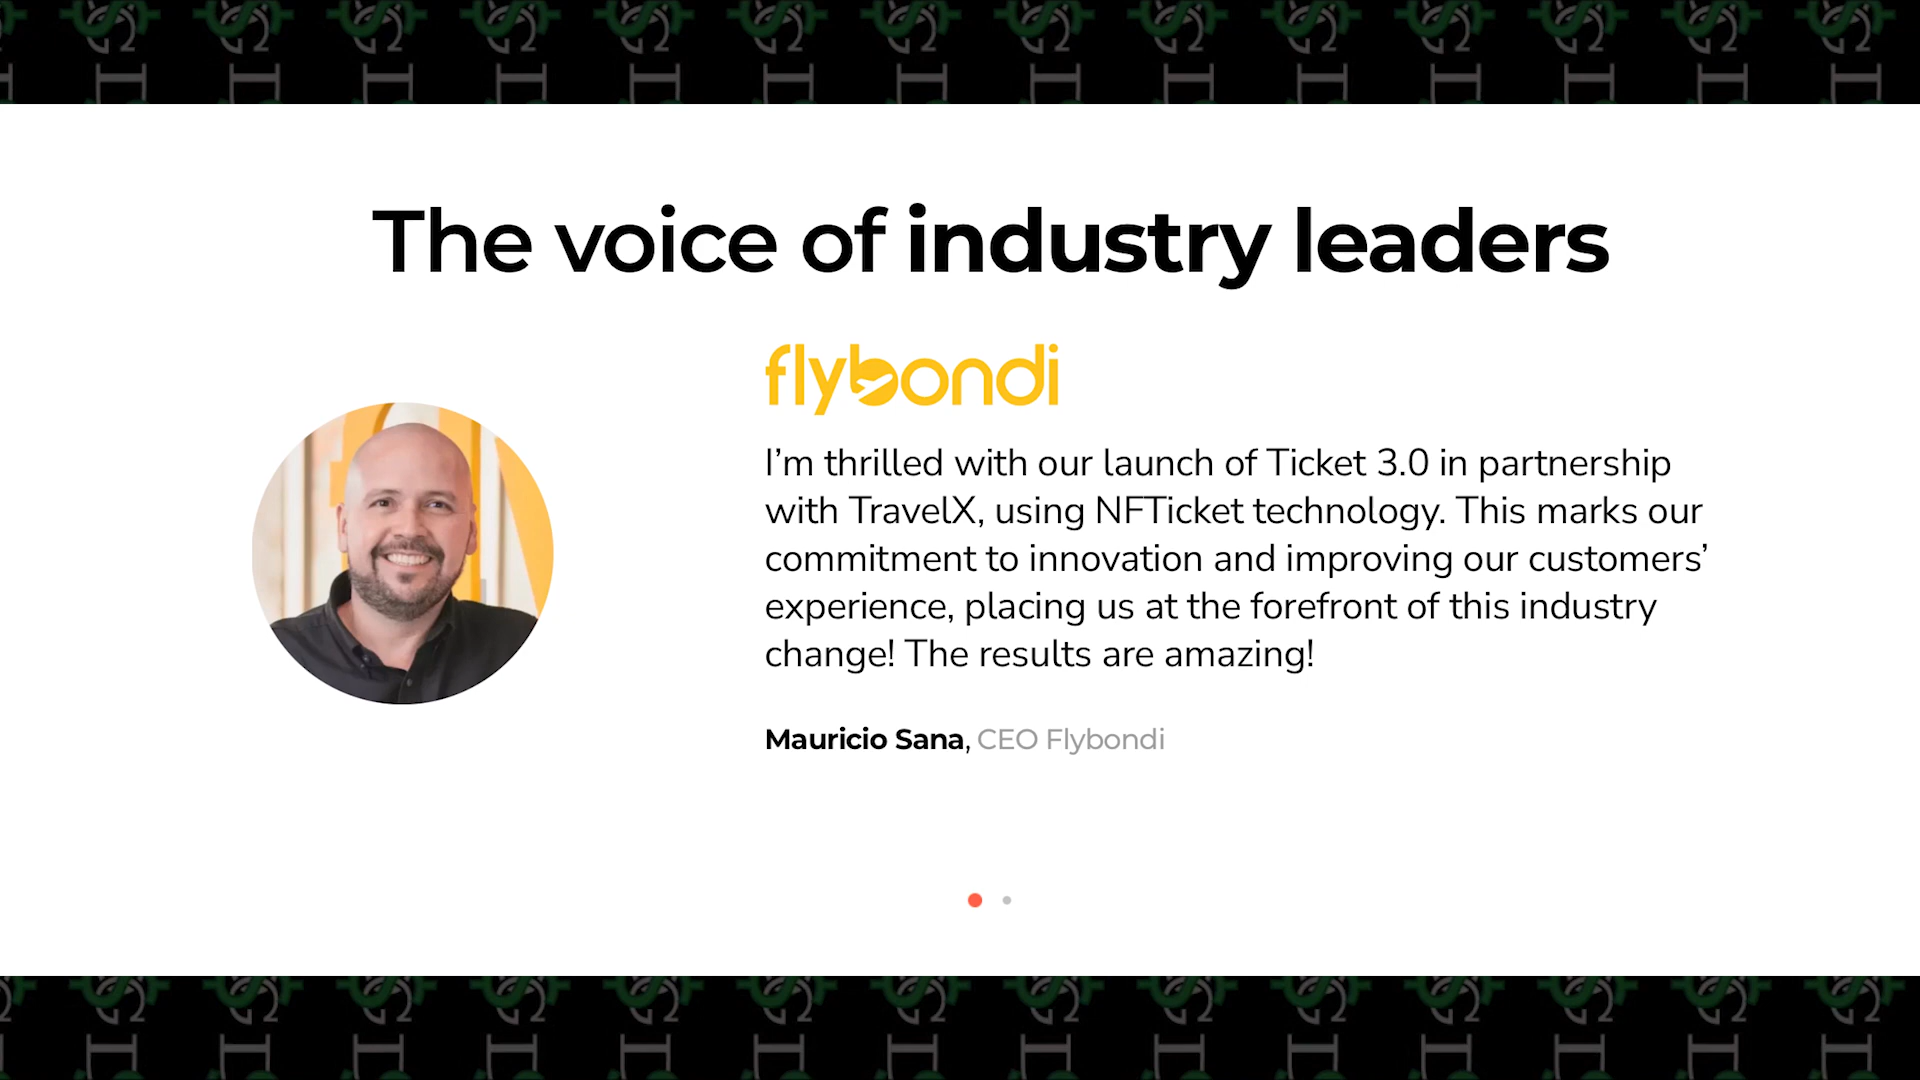 The voice of industry leaders
flybondi
I’m thrilled with our launch of Ticket 3.0 in partnership
with TravelX, using NFTicket technology. This marks our
commitment to innovation and improving our customers’
experience, placing us at the forefront of this industry
change! The results are amazing!
Mauricio Sana, CEO Flybondi